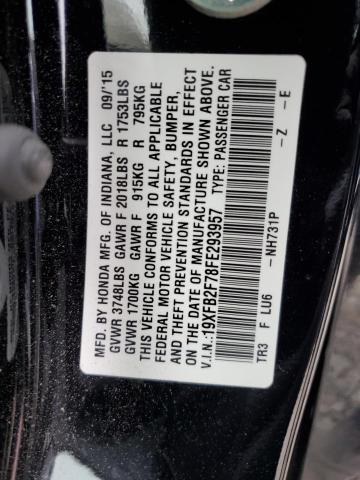 MFD. BY HONDA MFG. OF INDIANA, LLC 09/'15
GVWR 3748LBS GAWR F 2018LBS R 1753LBS
GVWR 1700KG GAWR F 915KG R 795KG
THIS VEHICLE CONFORMS TO ALL APPLICABLE
FEDERAL MOTOR VEHICLE SAFETY, BUMPER,
AND THEFT PREVENTION STANDARDS IN EFFECT
ON THE DATE OF MANUFACTURE SHOWN ABOVE.
V.I.N.:19XFB2F78FE293957 TYPE: PASSENGER CAR
TR3 F LU6 -NH731P -Z -E